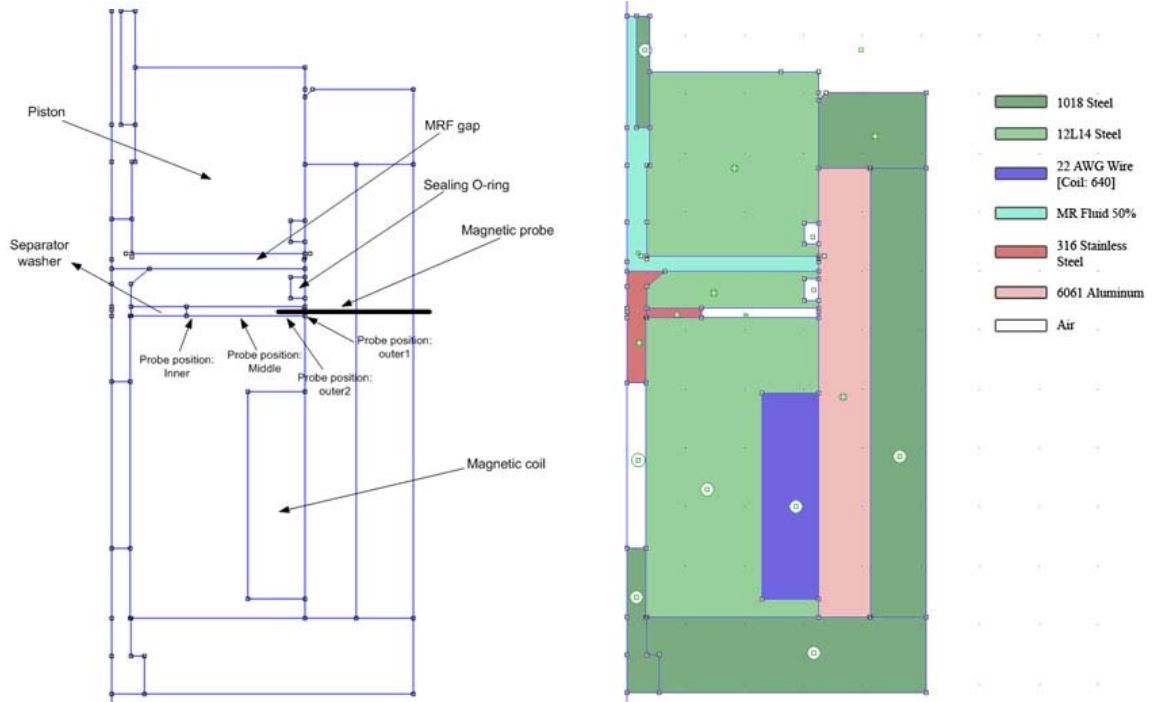 Piston
MRF gap
Sealing O-ring
Magnetic probe
Separator
washer
Probe position:
outer1
Probe position:
Inner
Probe position:
Middle
Probe position:
outer2
Magnetic coil
1018 Steel
12L14 Steel
22 AWG Wire
[Coil: 640]
MR Fluid 50%
316 Stainless
Steel
6061 Aluminum
Air